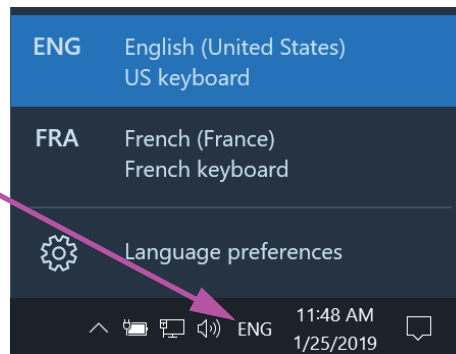 ENG English (United States)
US keyboard
FRA French (France)
French keyboard
Language preferences
ENG 11:48 AM
1/25/2019